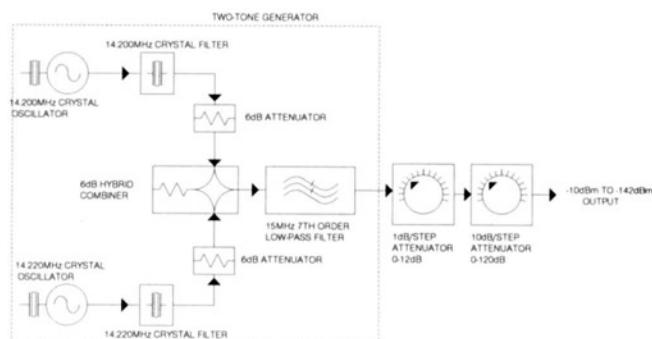 TWO-TONE GENERATOR
14.200MHz CRYSTAL FILTER
14.200MHz CRYSTAL
OSCILLATOR
6dB ATTENUATOR
6dB HYBRID
COMBINER
15MHz 7TH ORDER
LOW-PASS FILTER
1dB/STEP
ATTENUATOR
0-12dB
10dB/STEP
ATTENUATOR
0-120dB
-10dBm TO -142dBm
OUTPUT
6dB ATTENUATOR
14.220MHz CRYSTAL
OSCILLATOR
14.220MHz CRYSTAL FILTER